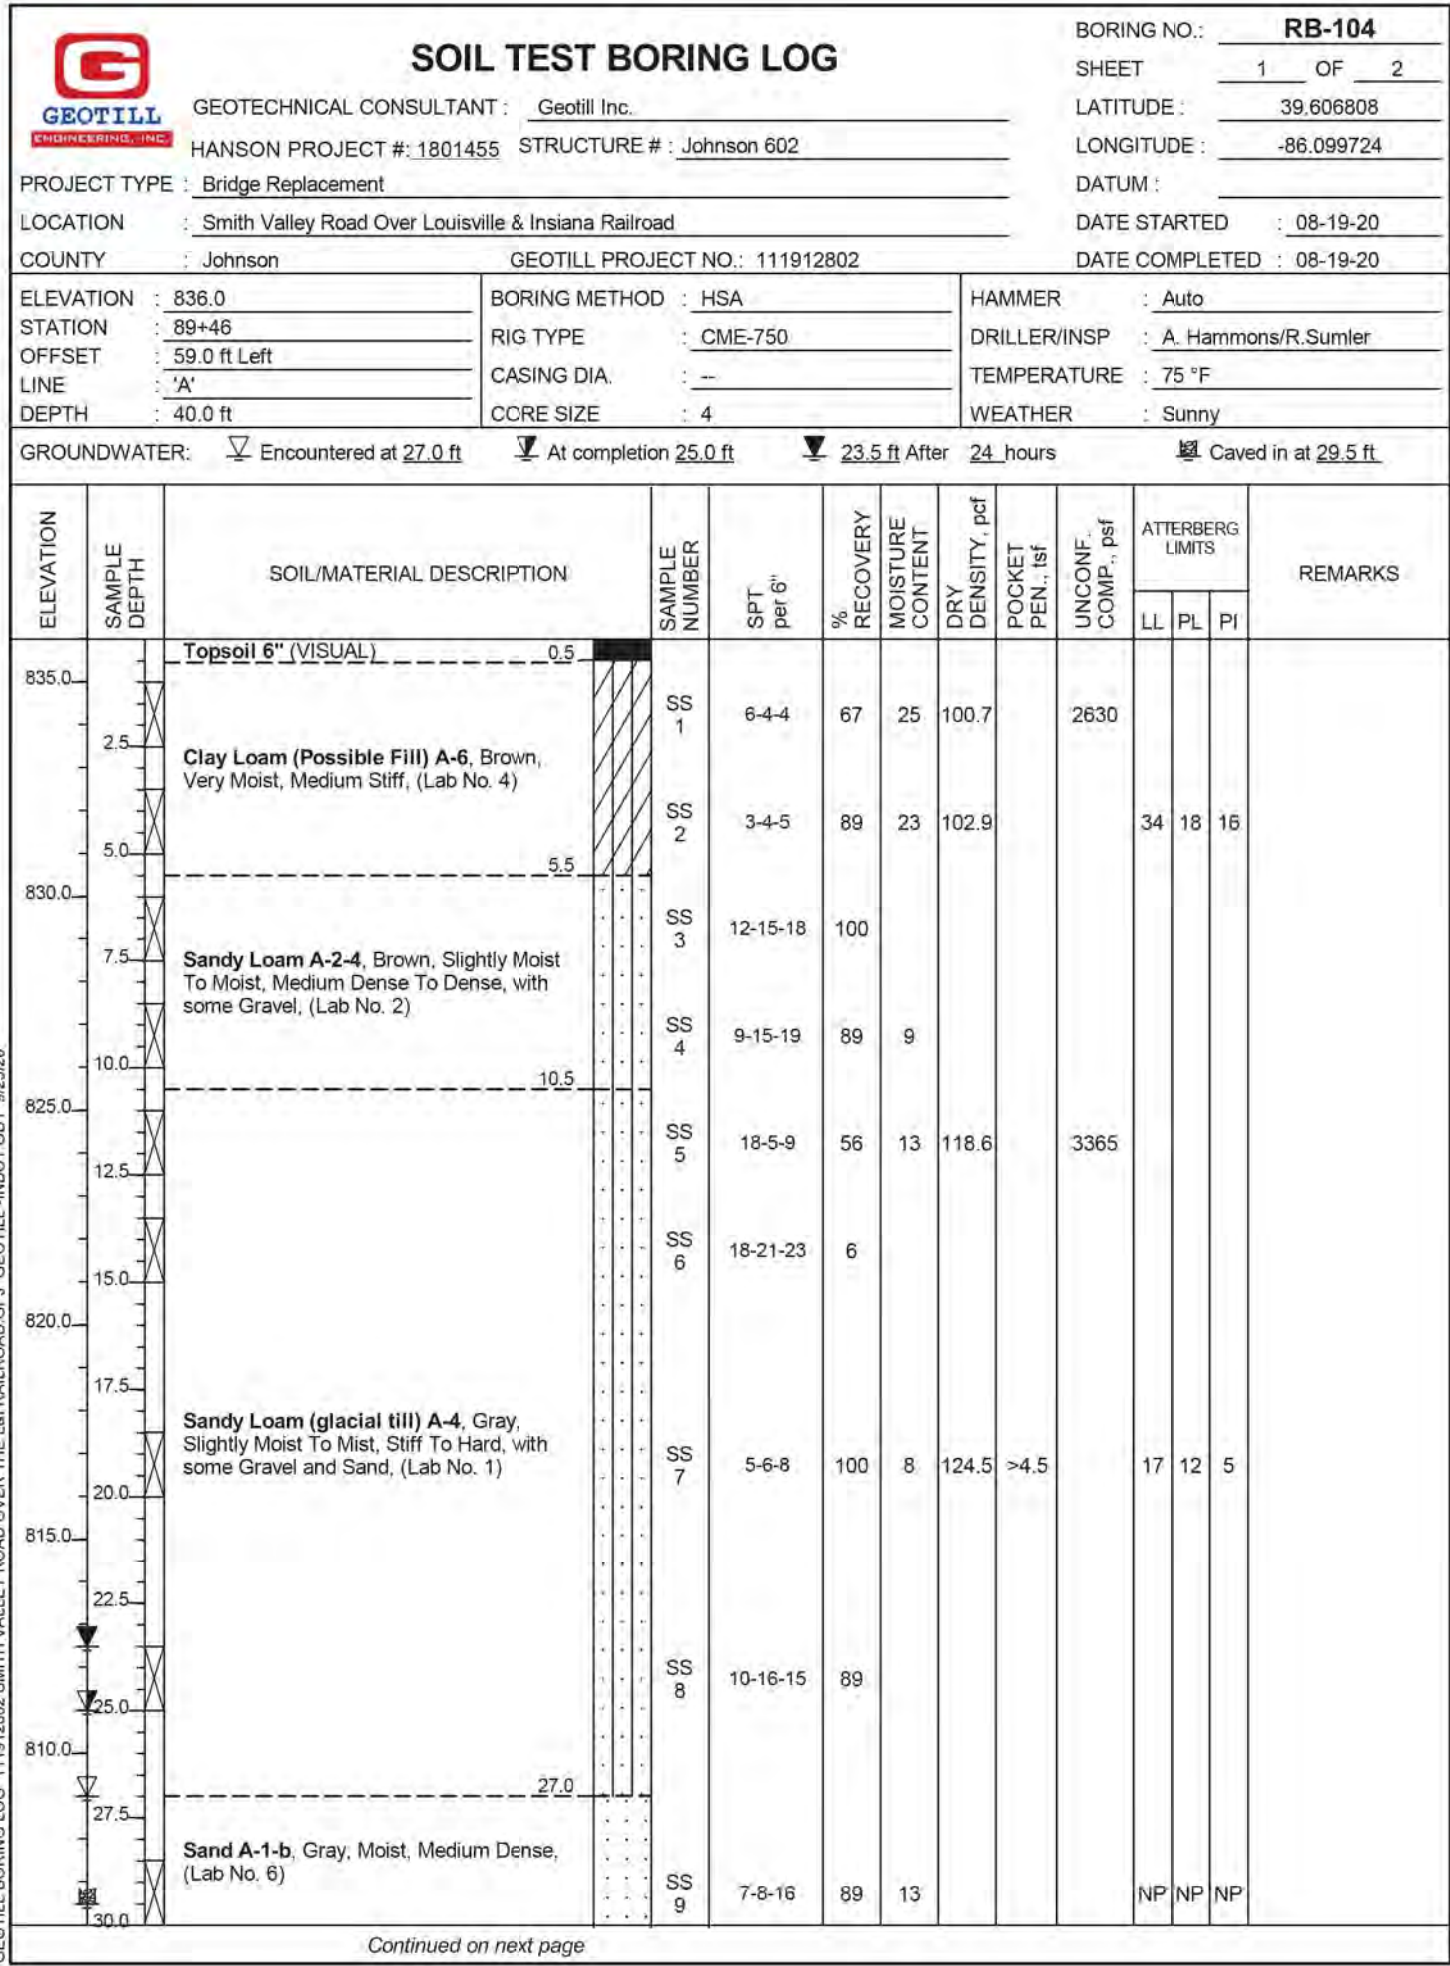 BORING NO.: RB-104
SOIL TEST BORING LOG
SHEET 1 OF 2
GEOTILL
ENGINEERING, INC.
GEOTECHNICAL CONSULTANT : Geotill Inc.
LATITUDE : 39.606808
HANSON PROJECT #: 1801455 STRUCTURE # : Johnson 602
LONGITUDE : -86.099724
PROJECT TYPE : Bridge Replacement
DATUM :
LOCATION : Smith Valley Road Over Louisville & Insiana Railroad
DATE STARTED : 08-19-20
COUNTY : Johnson GEOTILL PROJECT NO.: 111912802
DATE COMPLETED : 08-19-20
ELEVATION : 836.0
STATION : 89+46
OFFSET : 59.0 ft Left
LINE : 'A'
DEPTH : 40.0 ft
BORING METHOD : HSA
RIG TYPE : CME-750
CASING DIA. : --
CORE SIZE : 4
HAMMER : Auto
DRILLER/INSP : A. Hammons/R.Sumler
TEMPERATURE : 75 °F
WEATHER : Sunny
GROUNDWATER: Encountered at 27.0 ft At completion 25.0 ft 23.5 ft After 24 hours Caved in at 29.5 ft
ELEVATION
SAMPLE DEPTH
SOIL/MATERIAL DESCRIPTION
SAMPLE NUMBER
SPT per 6"
% RECOVERY
MOISTURE CONTENT
DRY DENSITY, pcf
POCKET PEN., tsf
UNCONF. COMP., psf
ATTERBERG LIMITS
LL PL PI
REMARKS
Topsoil 6" (VISUAL) 0.5
835.0
SS 1 6-4-4 67 25 100.7 2630
2.5
Clay Loam (Possible Fill) A-6, Brown,
Very Moist, Medium Stiff, (Lab No. 4)
SS 2 3-4-5 89 23 102.9 34 18 16
5.0
5.5
830.0
SS 3 12-15-18 100
7.5
Sandy Loam A-2-4, Brown, Slightly Moist
To Moist, Medium Dense To Dense, with
some Gravel, (Lab No. 2)
SS 4 9-15-19 89 9
10.0
10.5
825.0
SS 5 18-5-9 56 13 118.6 3365
12.5
SS 6 18-21-23 6
15.0
820.0
17.5
Sandy Loam (glacial till) A-4, Gray,
Slightly Moist To Mist, Stiff To Hard, with
some Gravel and Sand, (Lab No. 1)
SS 7 5-6-8 100 8 124.5 >4.5 17 12 5
20.0
815.0
22.5
SS 8 10-16-15 89
25.0
810.0
27.0
27.5
Sand A-1-b, Gray, Moist, Medium Dense,
(Lab No. 6)
SS 9 7-8-16 89 13 NP NP NP
30.0
Continued on next page